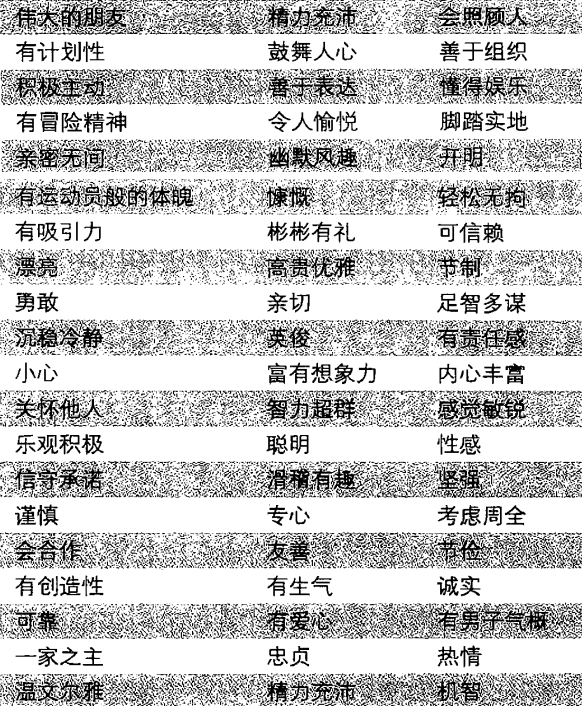 伟大的朋友 精力充沛 会照顾人
有计划性 鼓舞人心 善于组织
积极主动 善于表达 懂得娱乐
有冒险精神 令人愉悦 脚踏实地
亲密无间 幽默风趣 开明
有运动员般的体魄 慷慨 轻松无拘
有吸引力 彬彬有礼 可信赖
漂亮 高贵优雅 节制
勇敢 亲切 足智多谋
沉稳冷静 英俊 有责任感
小心 富有想象力 内心丰富
关怀他人 智力超群 感觉敏锐
乐观积极 聪明 性感
信守承诺 滑稽有趣 坚强
谨慎 专心 考虑周全
会合作 友善 节俭
有创造性 有生气 诚实
可靠 有爱心 有男子气概
一家之主 忠贞 热情
温文尔雅 精力充沛 机智